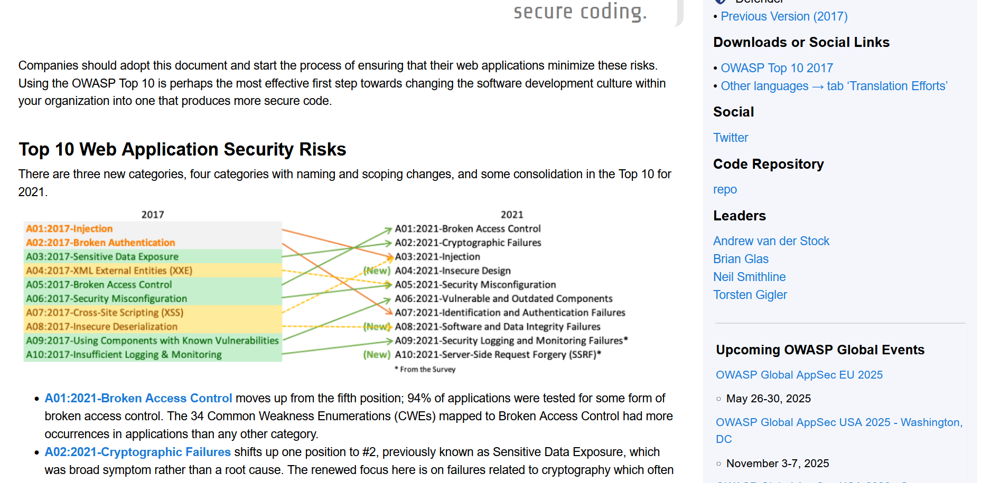 secure coding.
Companies should adopt this document and start the process of ensuring that their web applications minimize these risks.
Using the OWASP Top 10 is perhaps the most effective first step towards changing the software development culture within
your organization into one that produces more secure code.
Top 10 Web Application Security Risks
There are three new categories, four categories with naming and scoping changes, and some consolidation in the Top 10 for
2021.
2017
A01:2017-Injection
A02:2017-Broken Authentication
A03:2017-Sensitive Data Exposure
A04:2017-XML External Entities (XXE)
A05:2017-Broken Access Control
A06:2017-Security Misconfiguration
A07:2017-Cross-Site Scripting (XSS)
A08:2017-Insecure Deserialization
A09:2017-Using Components with Known Vulnerabilities
A10:2017-Insufficient Logging & Monitoring
2021
A01:2021-Broken Access Control
A02:2021-Cryptographic Failures
A03:2021-Injection
(New) A04:2021-Insecure Design
A05:2021-Security Misconfiguration
A06:2021-Vulnerable and Outdated Components
A07:2021-Identification and Authentication Failures
(New) A08:2021-Software and Data Integrity Failures
A09:2021-Security Logging and Monitoring Failures*
(New) A10:2021-Server-Side Request Forgery (SSRF)*
* From the Survey
• A01:2021-Broken Access Control moves up from the fifth position; 94% of applications were tested for some form of
broken access control. The 34 Common Weakness Enumerations (CWEs) mapped to Broken Access Control had more
occurrences in applications than any other category.
• A02:2021-Cryptographic Failures shifts up one position to #2, previously known as Sensitive Data Exposure, which
was broad symptom rather than a root cause. The renewed focus here is on failures related to cryptography which often
Defender
• Previous Version (2017)
Downloads or Social Links
• OWASP Top 10 2017
• Other languages → tab ‘Translation Efforts’
Social
Twitter
Code Repository
repo
Leaders
Andrew van der Stock
Brian Glas
Neil Smithline
Torsten Gigler
Upcoming OWASP Global Events
OWASP Global AppSec EU 2025
○ May 26-30, 2025
OWASP Global AppSec USA 2025 - Washington,
DC
○ November 3-7, 2025